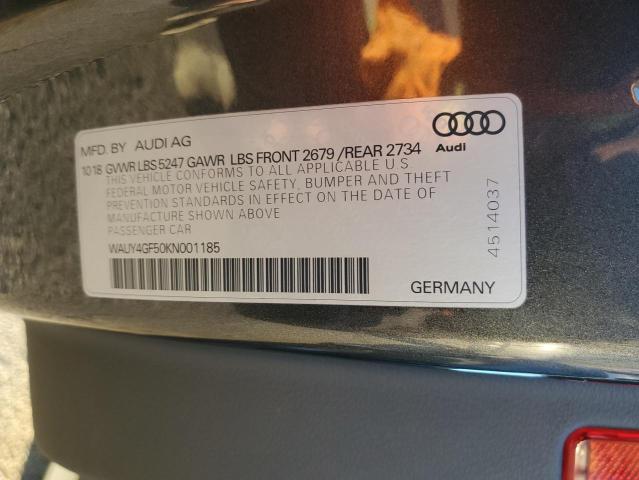 MFD. BY AUDI AG
1018 GVWR LBS 5247 GAWR LBS FRONT 2679 /REAR 2734
THIS VEHICLE CONFORMS TO ALL APPLICABLE U S
FEDERAL MOTOR VEHICLE SAFETY, BUMPER AND THEFT
PREVENTION STANDARDS IN EFFECT ON THE DATE OF
MANUFACTURE SHOWN ABOVE
PASSENGER CAR
WAUY4GF50KN001185
Audi
4514037
GERMANY